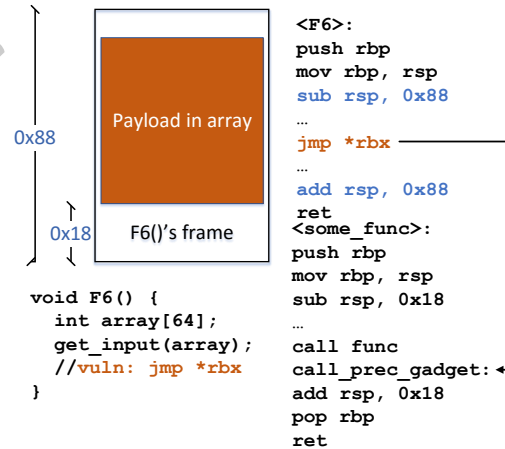 0x88
Payload in array
0x18
F6()'s frame
void F6() {
int array[64];
get_input(array);
//vuln: jmp *rbx
}
<F6>:
push rbp
mov rbp, rsp
sub rsp, 0x88
…
jmp *rbx
…
add rsp, 0x88
ret
<some_func>:
push rbp
mov rbp, rsp
sub rsp, 0x18
…
call func
call_prec_gadget:
add rsp, 0x18
pop rbp
ret